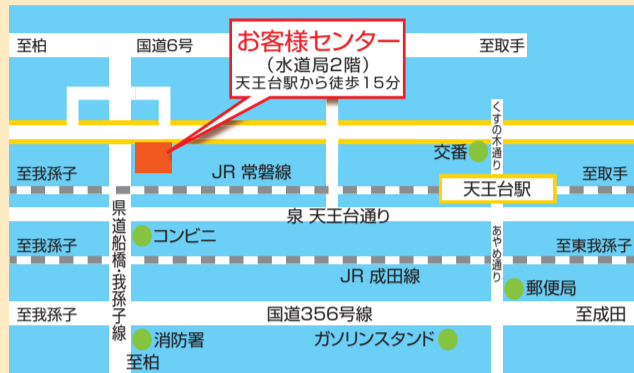 至柏
国道6号
お客様センター
(水道局2階)
天王台駅から徒歩15分
至取手
くすの木通り
交番
至我孫子
JR 常磐線
天王台駅
至取手
泉 天王台通り
県道船橋・我孫子線
コンビニ
あやめ通り
至我孫子
至東我孫子
JR 成田線
郵便局
至我孫子
国道356号線
至成田
消防署
ガソリンスタンド
至柏